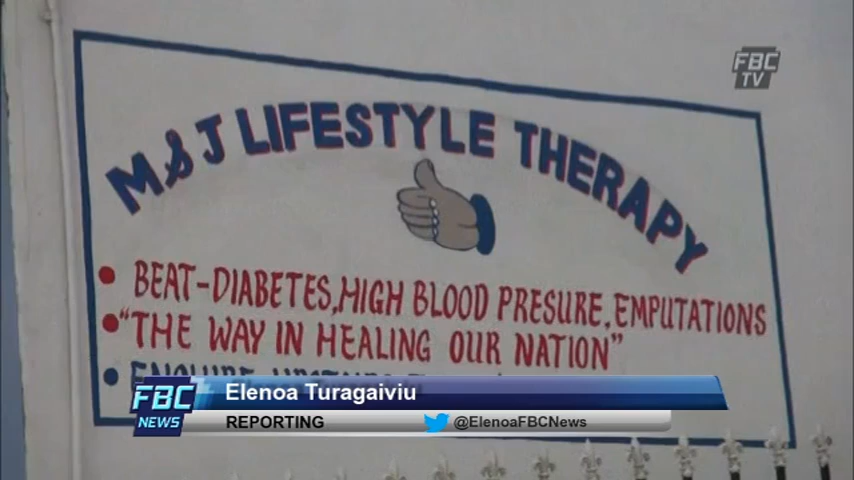 FBC
TV
M&J LIFESTYLE THERAPY
• BEAT-DIABETES, HIGH BLOOD PRESURE, EMPUTATIONS
• "THE WAY IN HEALING OUR NATION"
• ENQUIRE
FBC
NEWS
Elenoa Turagaiviu
REPORTING
@ElenoaFBCNews